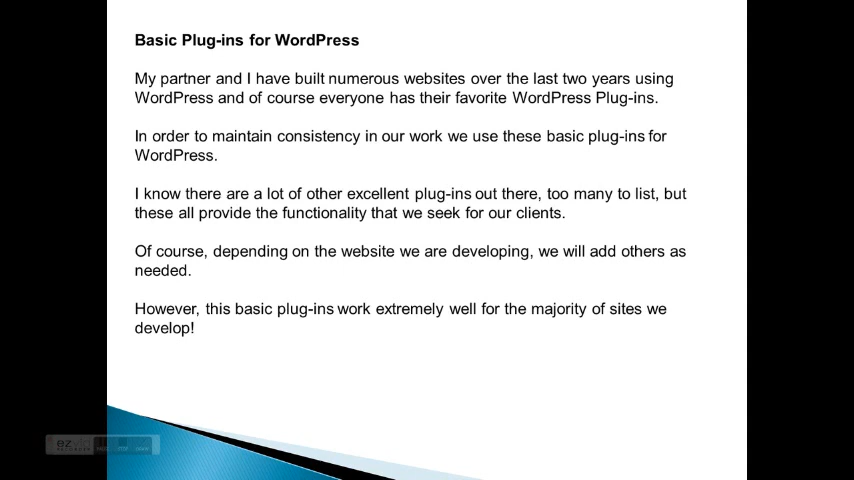 Basic Plug-ins for WordPress
My partner and I have built numerous websites over the last two years using
WordPress and of course everyone has their favorite WordPress Plug-ins.
In order to maintain consistency in our work we use these basic plug-ins for
WordPress.
I know there are a lot of other excellent plug-ins out there, too many to list, but
these all provide the functionality that we seek for our clients.
Of course, depending on the website we are developing, we will add others as
needed.
However, this basic plug-ins work extremely well for the majority of sites we
develop!
ezvid
RECORDER